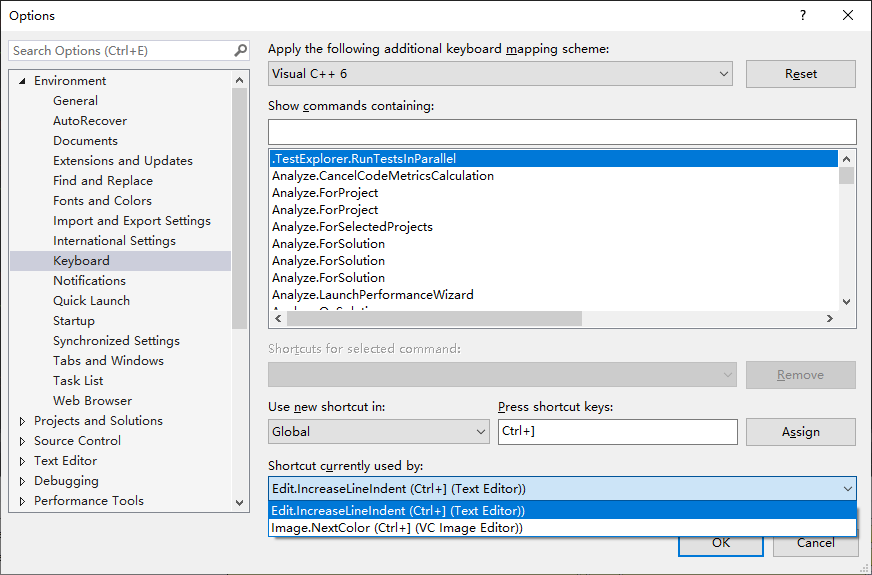 Options
?
Search Options (Ctrl+E)
Environment
General
AutoRecover
Documents
Extensions and Updates
Find and Replace
Fonts and Colors
Import and Export Settings
International Settings
Keyboard
Notifications
Quick Launch
Startup
Synchronized Settings
Tabs and Windows
Task List
Web Browser
Projects and Solutions
Source Control
Text Editor
Debugging
Performance Tools
Apply the following additional keyboard mapping scheme:
Visual C++ 6
Reset
Show commands containing:
.TestExplorer.RunTestsInParallel
Analyze.CancelCodeMetricsCalculation
Analyze.ForProject
Analyze.ForProject
Analyze.ForSelectedProjects
Analyze.ForSolution
Analyze.ForSolution
Analyze.ForSolution
Analyze.LaunchPerformanceWizard
Shortcuts for selected command:
Remove
Use new shortcut in:
Press shortcut keys:
Global
Ctrl+]
Assign
Shortcut currently used by:
Edit.IncreaseLineIndent (Ctrl+] (Text Editor))
Edit.IncreaseLineIndent (Ctrl+] (Text Editor))
Image.NextColor (Ctrl+] (VC Image Editor))
OK
Cancel